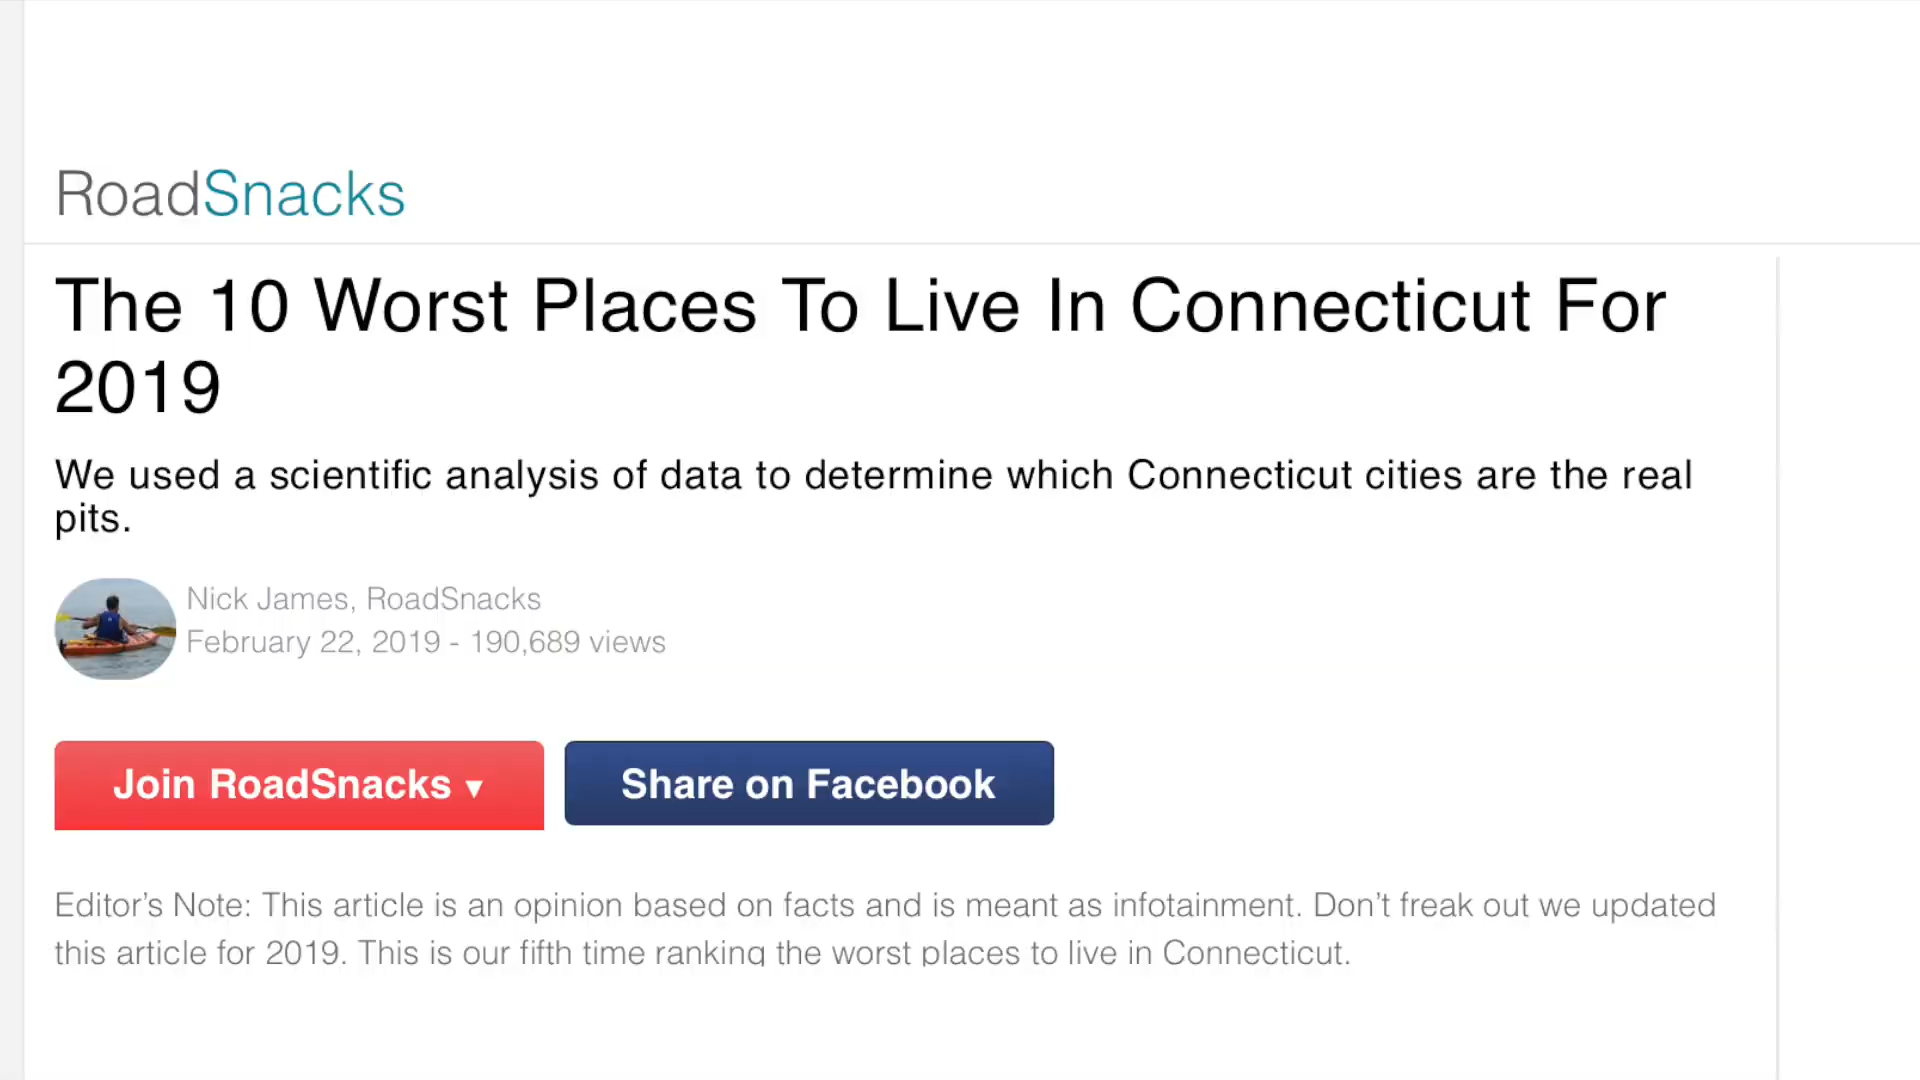 RoadSnacks
The 10 Worst Places To Live In Connecticut For
2019
We used a scientific analysis of data to determine which Connecticut cities are the real
pits.
Nick James, RoadSnacks
February 22, 2019 - 190,689 views
Join RoadSnacks ▾
Share on Facebook
Editor’s Note: This article is an opinion based on facts and is meant as infotainment. Don’t freak out we updated
this article for 2019. This is our fifth time ranking the worst places to live in Connecticut.